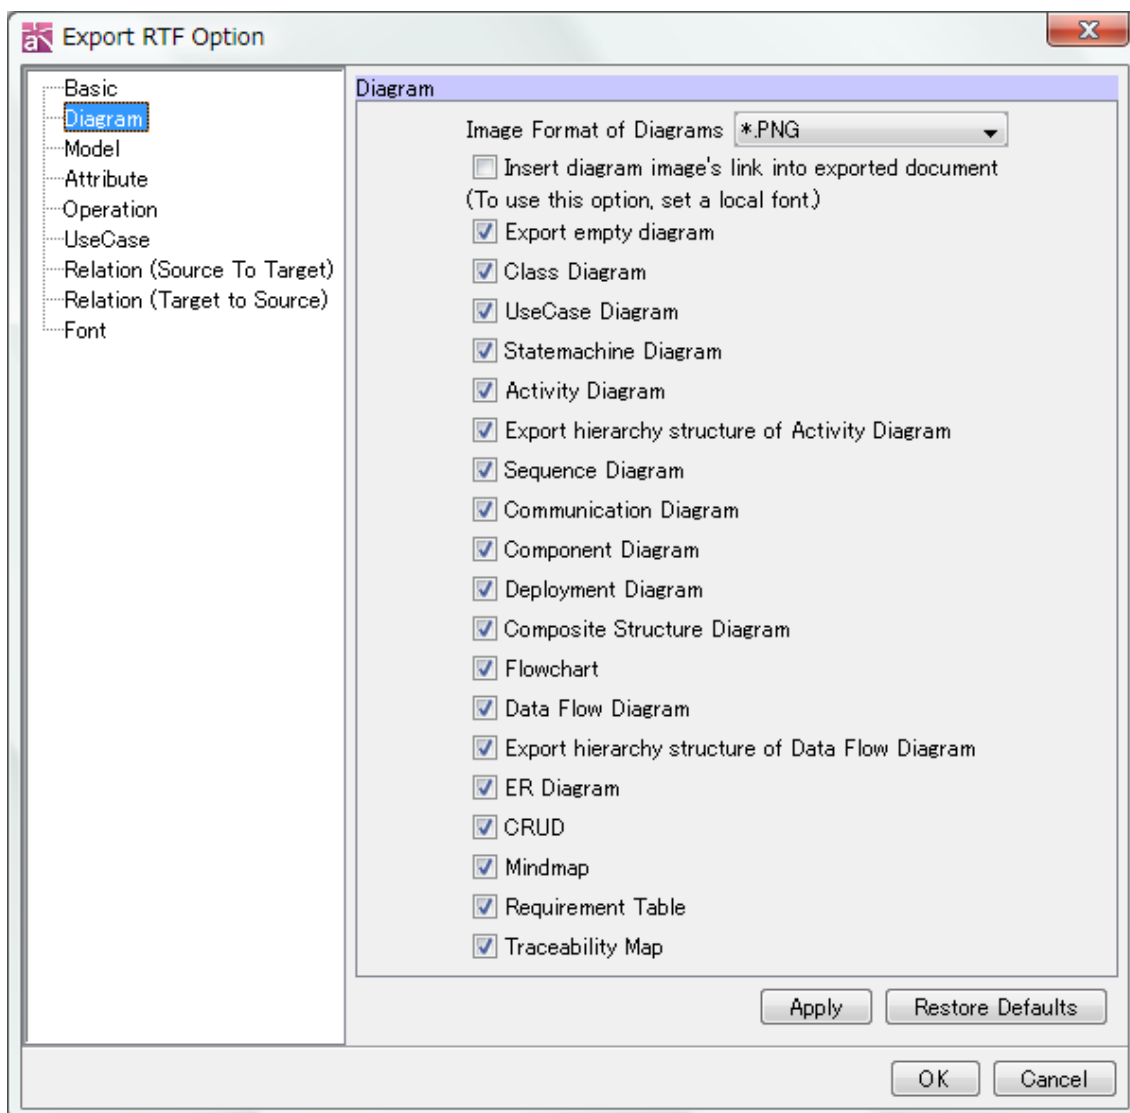 Export RTF Option
Basic
Diagram
Model
Attribute
Operation
UseCase
Relation (Source To Target)
Relation (Target to Source)
Font
Diagram
Image Format of Diagrams *.PNG
Insert diagram image's link into exported document
(To use this option, set a local font.)
Export empty diagram
Class Diagram
UseCase Diagram
Statemachine Diagram
Activity Diagram
Export hierarchy structure of Activity Diagram
Sequence Diagram
Communication Diagram
Component Diagram
Deployment Diagram
Composite Structure Diagram
Flowchart
Data Flow Diagram
Export hierarchy structure of Data Flow Diagram
ER Diagram
CRUD
Mindmap
Requirement Table
Traceability Map
Apply Restore Defaults
OK Cancel